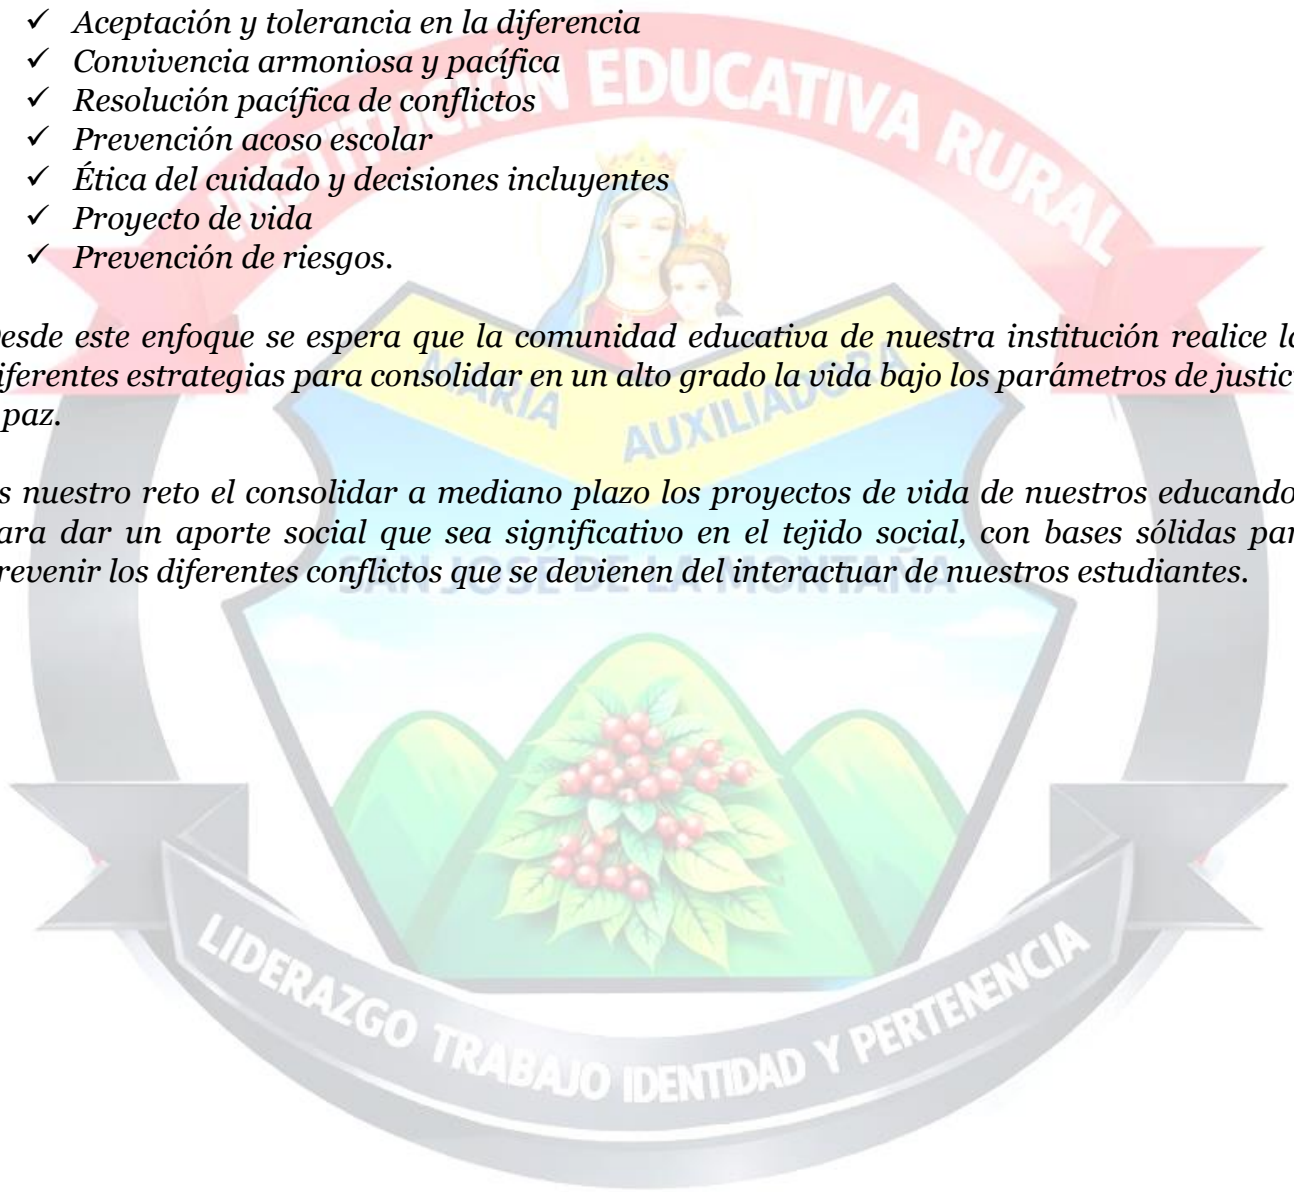 ✓ Aceptación y tolerancia en la diferencia
✓ Convivencia armoniosa y pacífica
✓ Resolución pacífica de conflictos
✓ Prevención acoso escolar
✓ Ética del cuidado y decisiones incluyentes
✓ Proyecto de vida
✓ Prevención de riesgos.
esde este enfoque se espera que la comunidad educativa de nuestra institución realice la
iferentes estrategias para consolidar en un alto grado la vida bajo los parámetros de justic
paz.
s nuestro reto el consolidar a mediano plazo los proyectos de vida de nuestros educando
ara dar un aporte social que sea significativo en el tejido social, con bases sólidas par
revenir los diferentes conflictos que se devienen del interactuar de nuestros estudiantes.
INSTITUCIÓN EDUCATIVA RURAL
MARIA AUXILIADORA
SAN JOSÉ DE LA MONTAÑA
LIDERAZGO TRABAJO IDENTIDAD Y PERTENENCIA